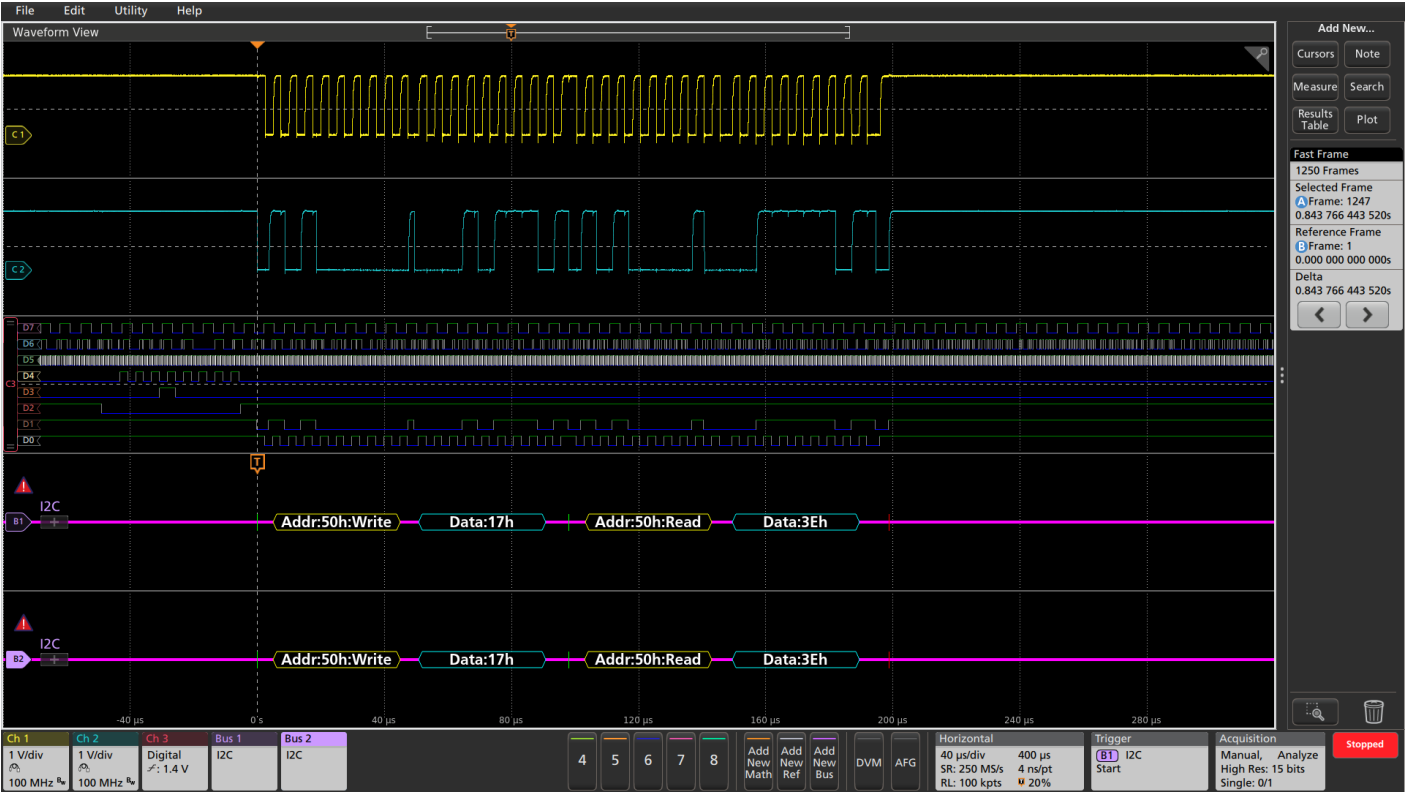 File Edit Utility Help
Waveform View
T
C 1
C 2
C3
D7
D6
D5
D4
D3
D2
D1
D0
T
!
I2C
B1 +
Addr:50h:Write Data:17h Addr:50h:Read Data:3Eh
!
I2C
B2 +
Addr:50h:Write Data:17h Addr:50h:Read Data:3Eh
-40 µs 0 s 40 µs 80 µs 120 µs 160 µs 200 µs 240 µs 280 µs
Add New...
Cursors Note
Measure Search
Results
Table
Plot
Fast Frame
1250 Frames
Selected Frame
A Frame: 1247
0.843 766 443 520s
Reference Frame
B Frame: 1
0.000 000 000 000s
Delta
0.843 766 443 520s
Ch 1
1 V/div
100 MHz Bw
Ch 2
1 V/div
100 MHz Bw
Ch 3
Digital
: 1.4 V
Bus 1
I2C
Bus 2
I2C
4 5 6 7 8
Add
New
Math
Add
New
Ref
Add
New
Bus
DVM
AFG
Horizontal
40 µs/div 400 µs
SR: 250 MS/s 4 ns/pt
RL: 100 kpts T 20%
Trigger
B1 I2C
Start
Acquisition
Manual, Analyze
High Res: 15 bits
Single: 0/1
Stopped